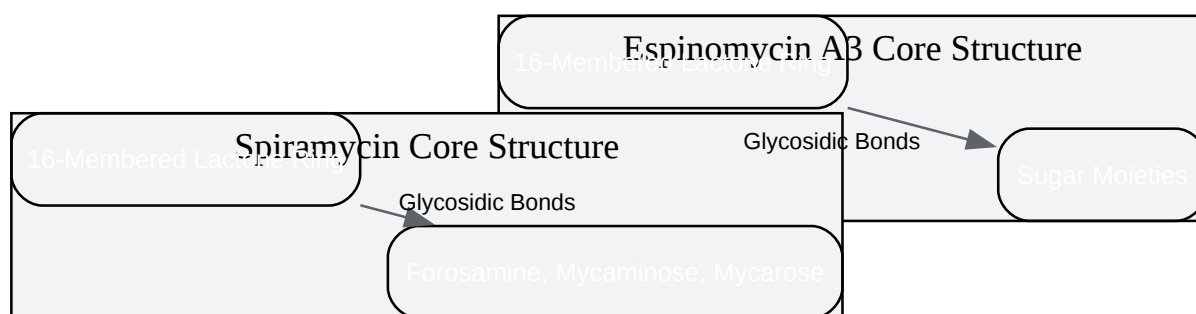 Espinomycin A3 Core Structure
16-Membered Lactone Ring
Glycosidic Bonds
Sugar Moieties
Spiramycin Core Structure
16-Membered Lactone Ring
Glycosidic Bonds
Forosamine, Mycaminose, Mycarose